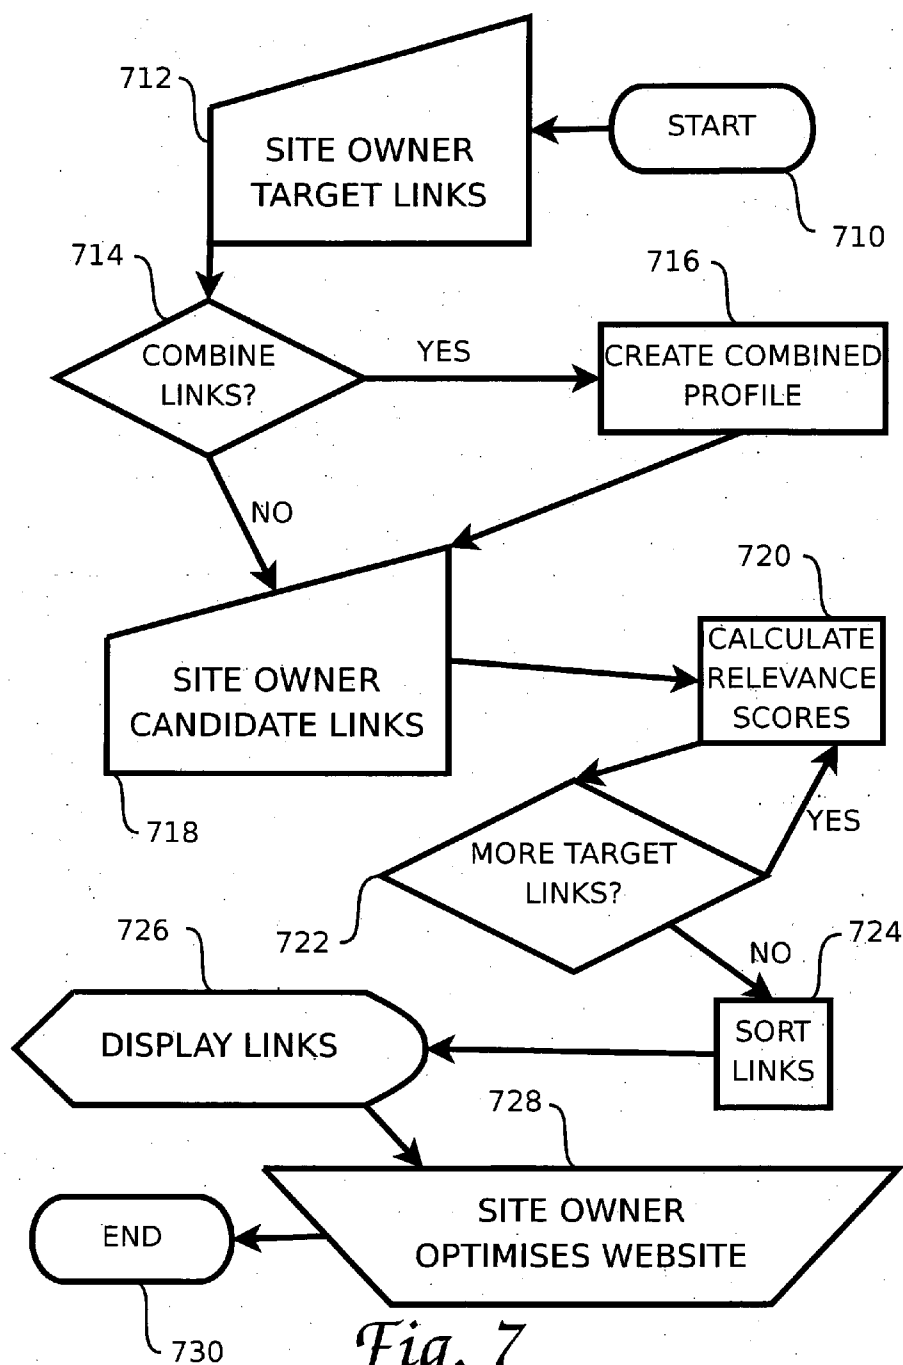 712
START
SITE OWNER
TARGET LINKS
710
714
716
COMBINE
LINKS?
YES
CREATE COMBINED
PROFILE
NO
720
CALCULATE
RELEVANCE
SCORES
SITE OWNER
CANDIDATE LINKS
718
YES
MORE TARGET
LINKS?
722
726
724
NO
SORT
LINKS
DISPLAY LINKS
728
SITE OWNER
OPTIMISES WEBSITE
END
730
Fig. 7